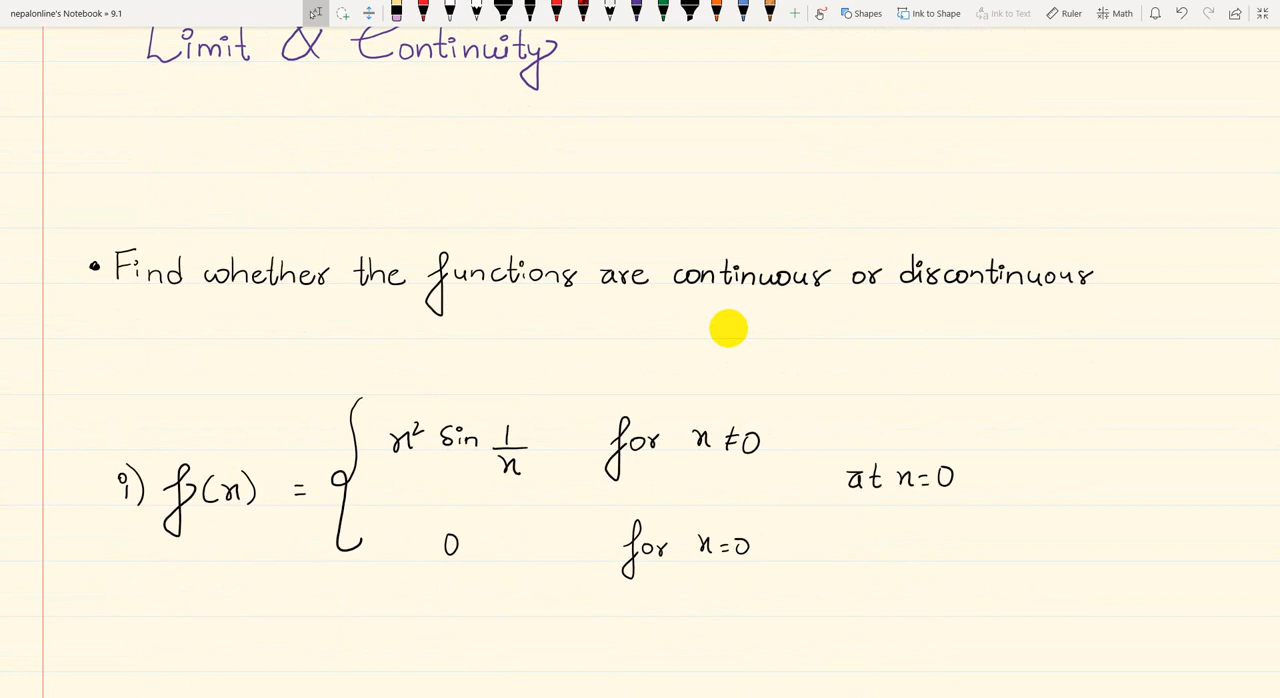 nepalonline's Notebook » 9.1
Shapes Ink to Shape Ink to Text Ruler Math
Limit & Continuity
• Find whether the functions are continuous or discontinuous
i) f(x) = { x² sin 1/x for x ≠ 0
0 for x = 0
at x = 0